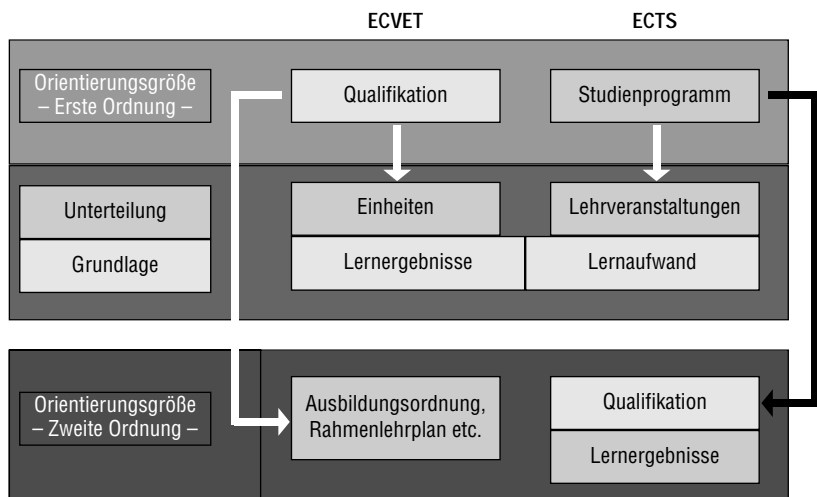 ECVET ECTS
Orientierungsgröße
– Erste Ordnung –
Qualifikation
Studienprogramm
Unterteilung
Einheiten
Lehrveranstaltungen
Grundlage
Lernergebnisse
Lernaufwand
Orientierungsgröße
– Zweite Ordnung –
Ausbildungsordnung,
Rahmenlehrplan etc.
Qualifikation
Lernergebnisse